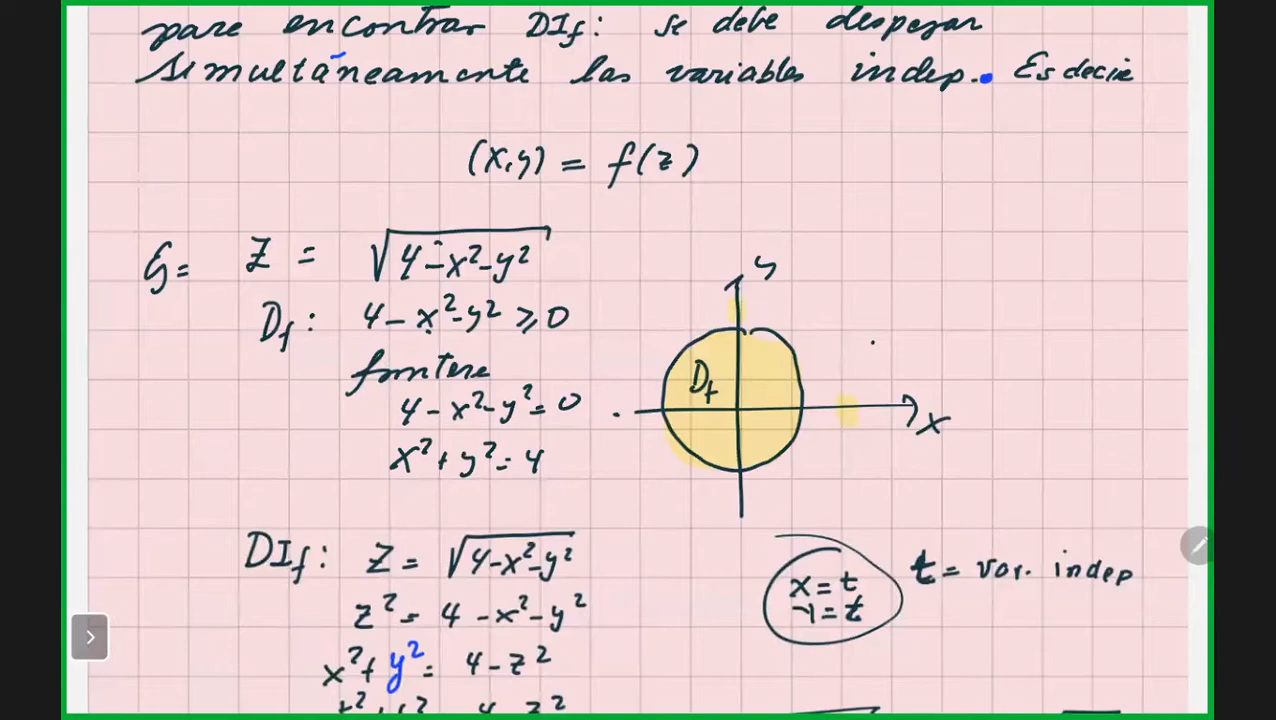 para encontrar DIf: se debe despejar
simultáneamente las variables indep. Es decir
(x,y) = f(z)
Ej= Z = √(4-x²-y²)
Df: 4-x²-y² ≥ 0
frontera
4-x²-y² = 0
x²+y² = 4
y
Df
x
DIf: Z = √(4-x²-y²)
z² = 4-x²-y²
x²+y² = 4-z²
x = t
y = t
t = var. indep